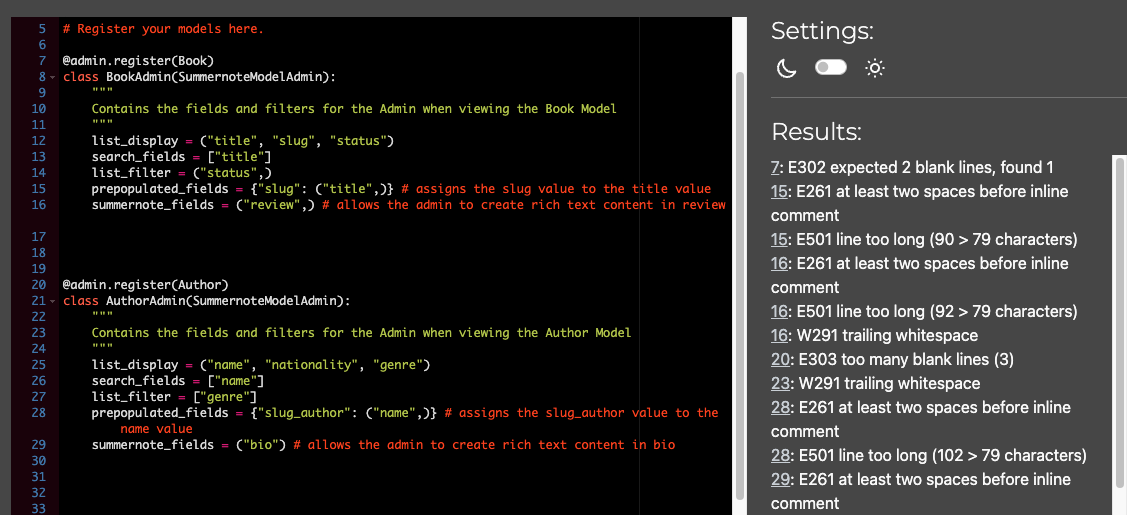 5 # Register your models here.
6
7 @admin.register(Book)
8 class BookAdmin(SummernoteModelAdmin):
9 """
10 Contains the fields and filters for the Admin when viewing the Book Model
11 """
12 list_display = ("title", "slug", "status")
13 search_fields = ["title"]
14 list_filter = ("status",)
15 prepopulated_fields = {"slug": ("title",)} # assigns the slug value to the title value
16 summernote_fields = ("review",) # allows the admin to create rich text content in review
17
18
19
20 @admin.register(Author)
21 class AuthorAdmin(SummernoteModelAdmin):
22 """
23 Contains the fields and filters for the Admin when viewing the Author Model
24 """
25 list_display = ("name", "nationality", "genre")
26 search_fields = ["name"]
27 list_filter = ["genre"]
28 prepopulated_fields = {"slug_author": ("name",)} # assigns the slug_author value to the
name value
29 summernote_fields = ("bio") # allows the admin to create rich text content in bio
30
31
32
33
Settings:
Results:
7: E302 expected 2 blank lines, found 1
15: E261 at least two spaces before inline
comment
15: E501 line too long (90 > 79 characters)
16: E261 at least two spaces before inline
comment
16: E501 line too long (92 > 79 characters)
16: W291 trailing whitespace
20: E303 too many blank lines (3)
23: W291 trailing whitespace
28: E261 at least two spaces before inline
comment
28: E501 line too long (102 > 79 characters)
29: E261 at least two spaces before inline
comment